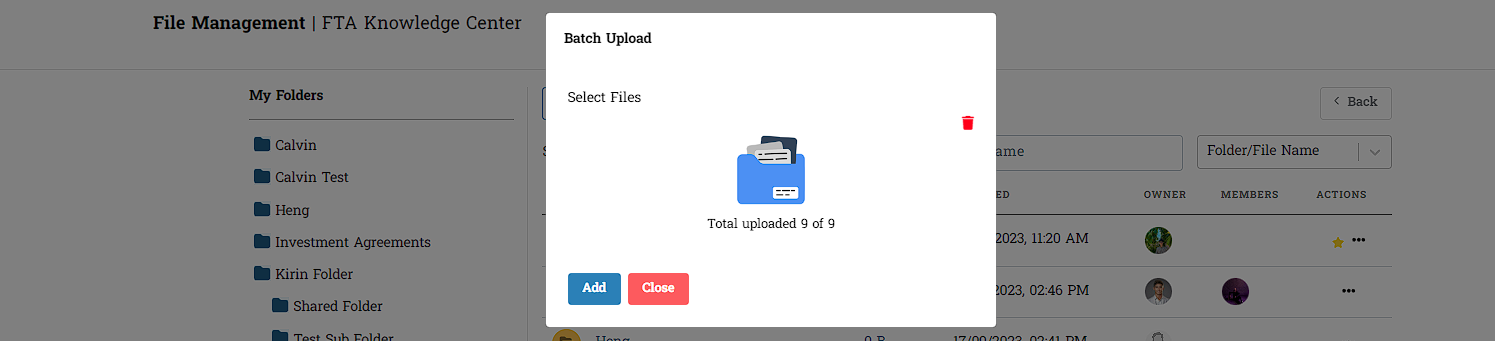 File Management | FTA Knowledge Center
Batch Upload
My Folders
Select Files
Back
Calvin
ame
Folder/File Name
Calvin Test
ED
OWNER
MEMBERS
ACTIONS
Heng
Total uploaded 9 of 9
Investment Agreements
2023, 11:20 AM
Kirin Folder
Add
Close
2023, 02:46 PM
Shared Folder
Test Sub Folder
Heng
0 B
17/09/2023, 02:41 PM